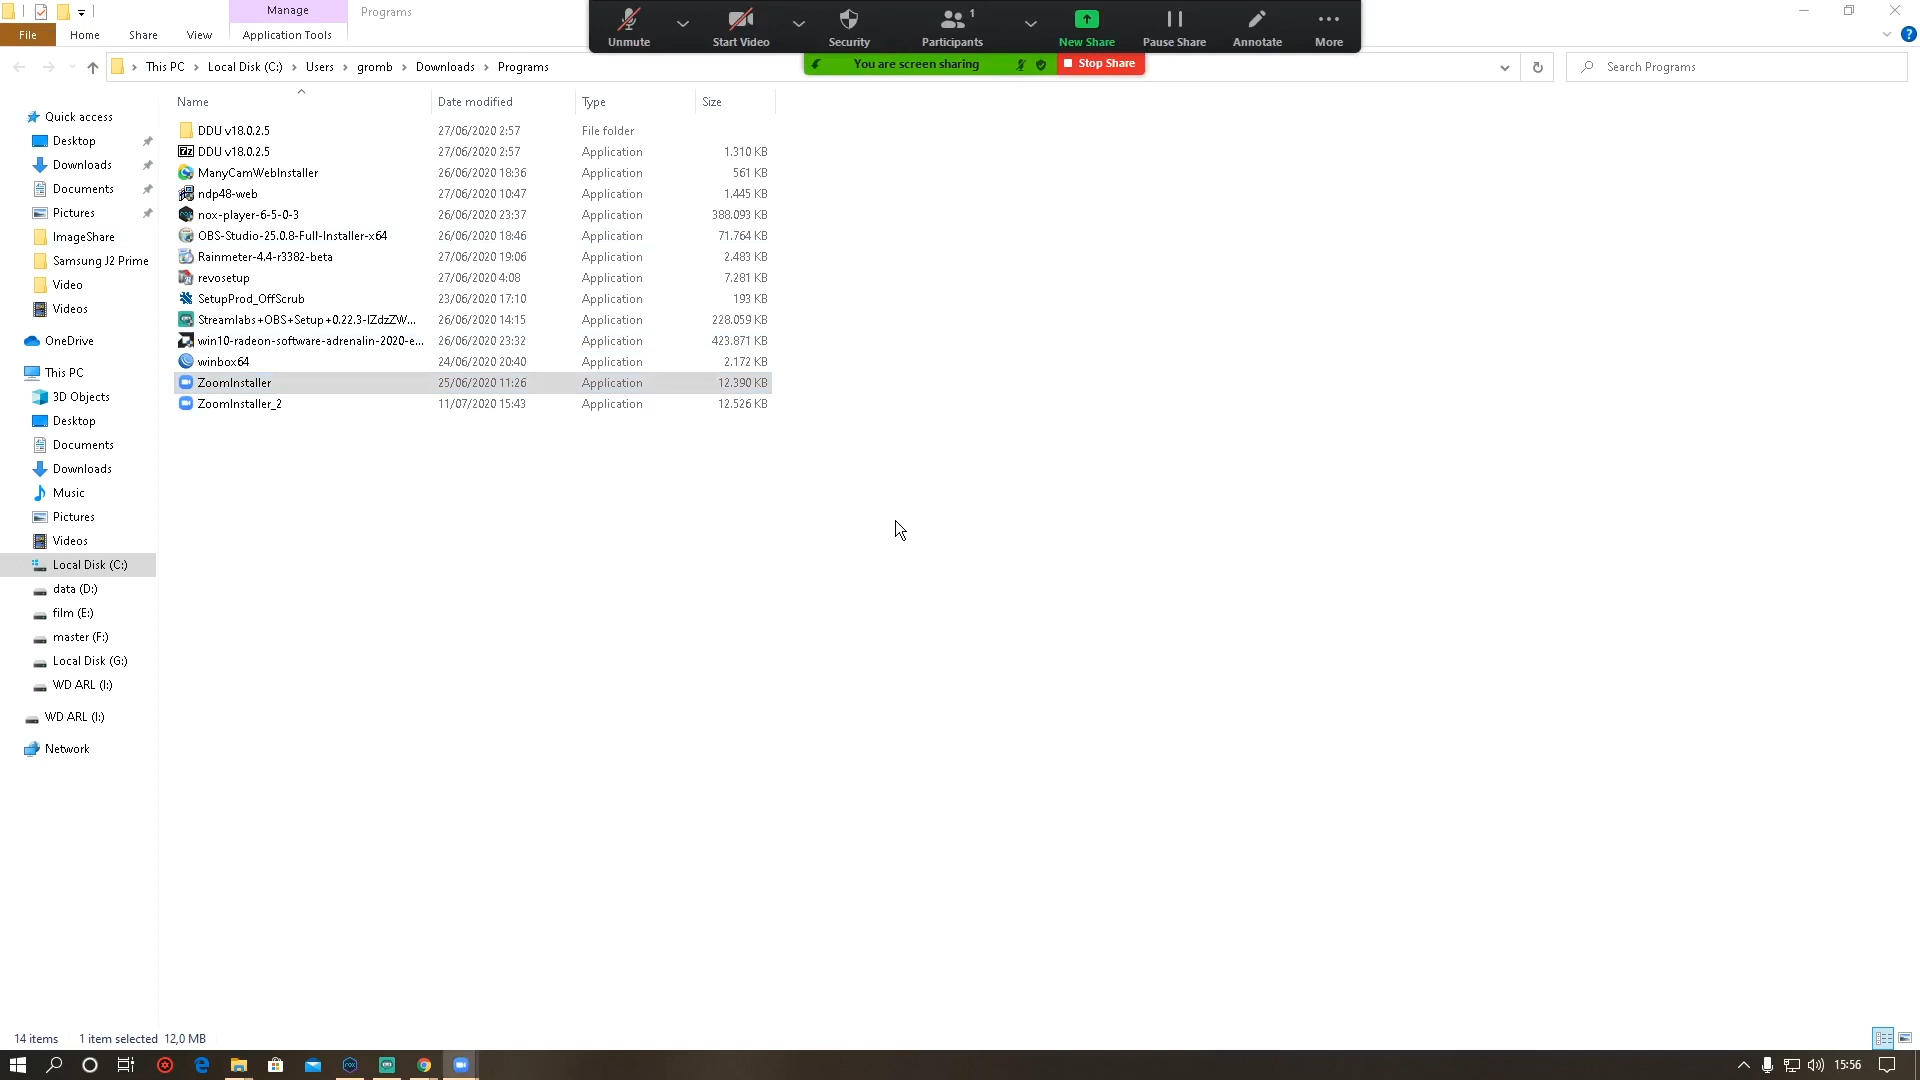 Manage
Programs
File
Home
Share
View
Application Tools
Unmute
Start Video
Security
1
Participants
New Share
Pause Share
Annotate
More
You are screen sharing
Stop Share
This PC
Local Disk (C:)
Users
gromb
Downloads
Programs
Search Programs
Name Date modified Type Size
DDU v18.0.2.5 27/06/2020 2:57 File folder
DDU v18.0.2.5 27/06/2020 2:57 Application 1.310 KB
ManyCamWebInstaller 26/06/2020 18:36 Application 561 KB
ndp48-web 27/06/2020 10:47 Application 1.445 KB
nox-player-6-5-0-3 26/06/2020 23:37 Application 388.093 KB
OBS-Studio-25.0.8-Full-Installer-x64 26/06/2020 18:46 Application 71.764 KB
Rainmeter-4.4-r3382-beta 27/06/2020 19:06 Application 2.483 KB
revosetup 27/06/2020 4:08 Application 7.281 KB
SetupProd_OffScrub 23/06/2020 17:10 Application 193 KB
Streamlabs+OBS+Setup+0.22.3-lZdzZW... 26/06/2020 14:15 Application 228.059 KB
win10-radeon-software-adrenalin-2020-e... 26/06/2020 23:32 Application 423.871 KB
winbox64 24/06/2020 20:40 Application 2.172 KB
ZoomInstaller 25/06/2020 11:26 Application 12.390 KB
ZoomInstaller_2 11/07/2020 15:43 Application 12.526 KB
Quick access
Desktop
Downloads
Documents
Pictures
ImageShare
Samsung J2 Prime
Video
Videos
OneDrive
This PC
3D Objects
Desktop
Documents
Downloads
Music
Pictures
Videos
Local Disk (C:)
data (D:)
film (E:)
master (F:)
Local Disk (G:)
WD ARL (I:)
WD ARL (I:)
Network
14 items 1 item selected 12,0 MB
15:56